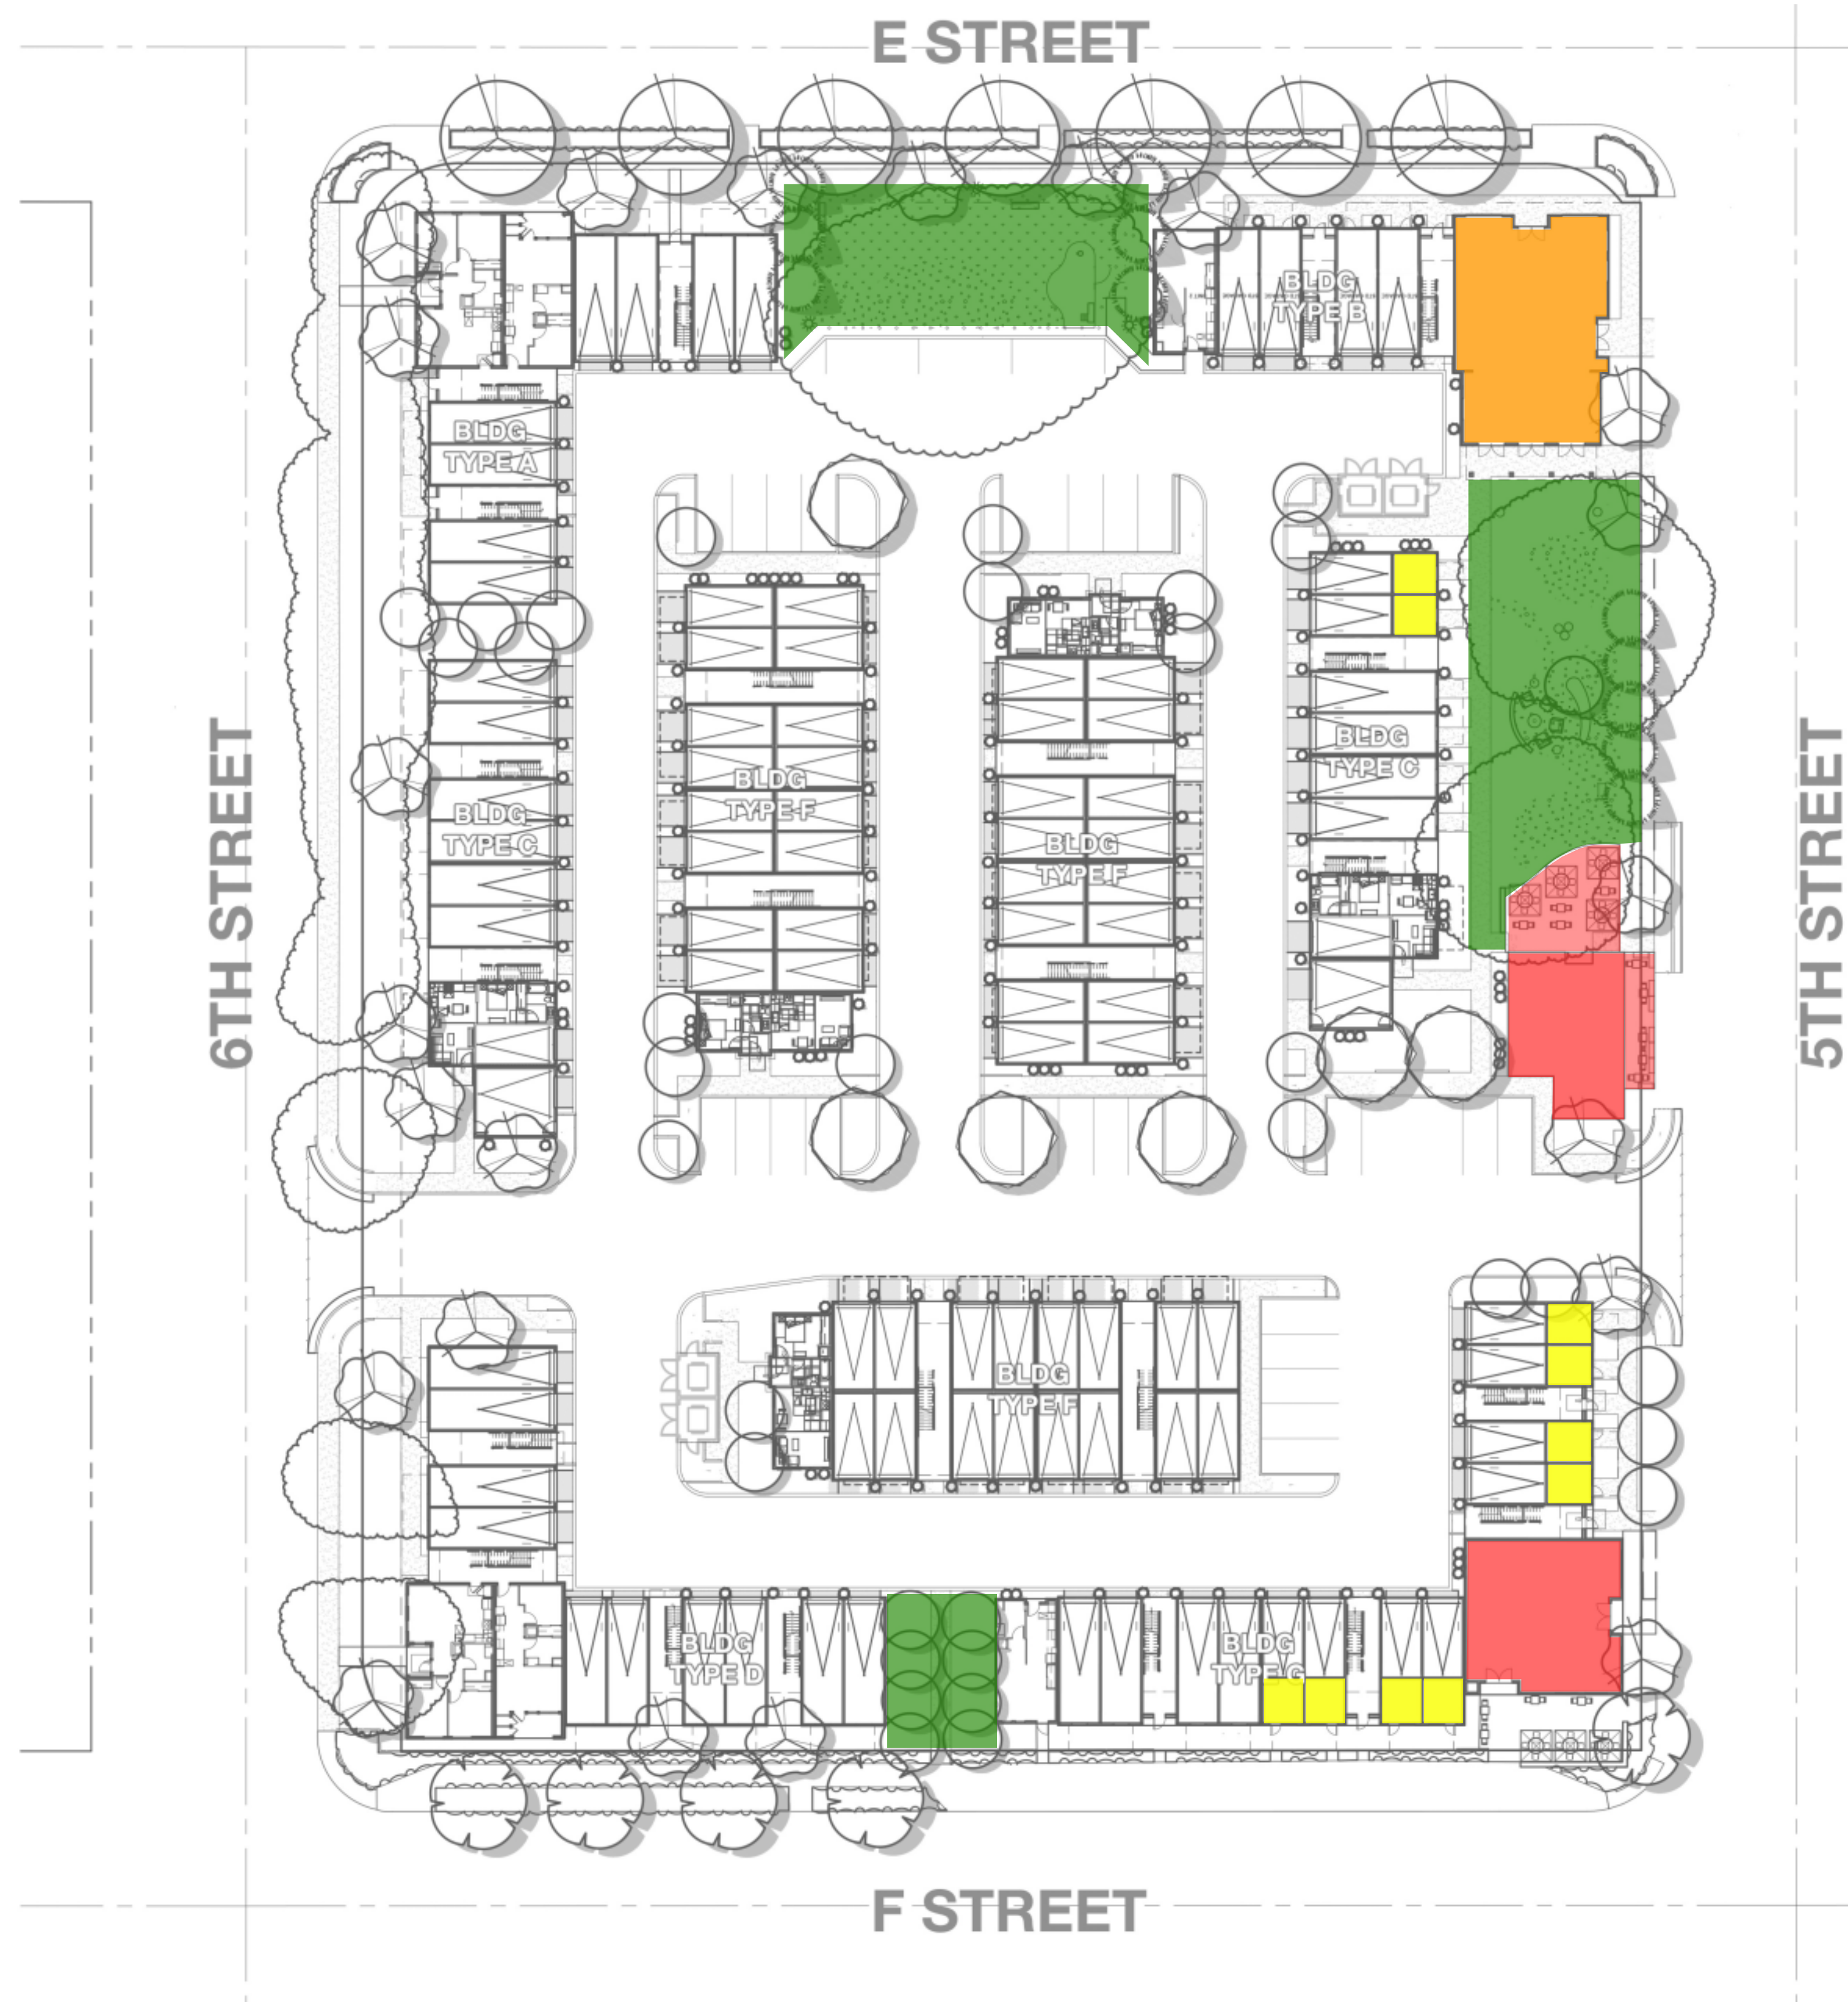 E STREET
BLDG
TYPE B
BLDG
TYPE A
6TH STREET
5TH STREET
BLDG
TYPE C
BLDG
TYPE F
BLDG
TYPE C
BLDG
TYPE F
BLDG
TYPE F
BLDG
TYPE D
BLDG
TYPE G
F STREET